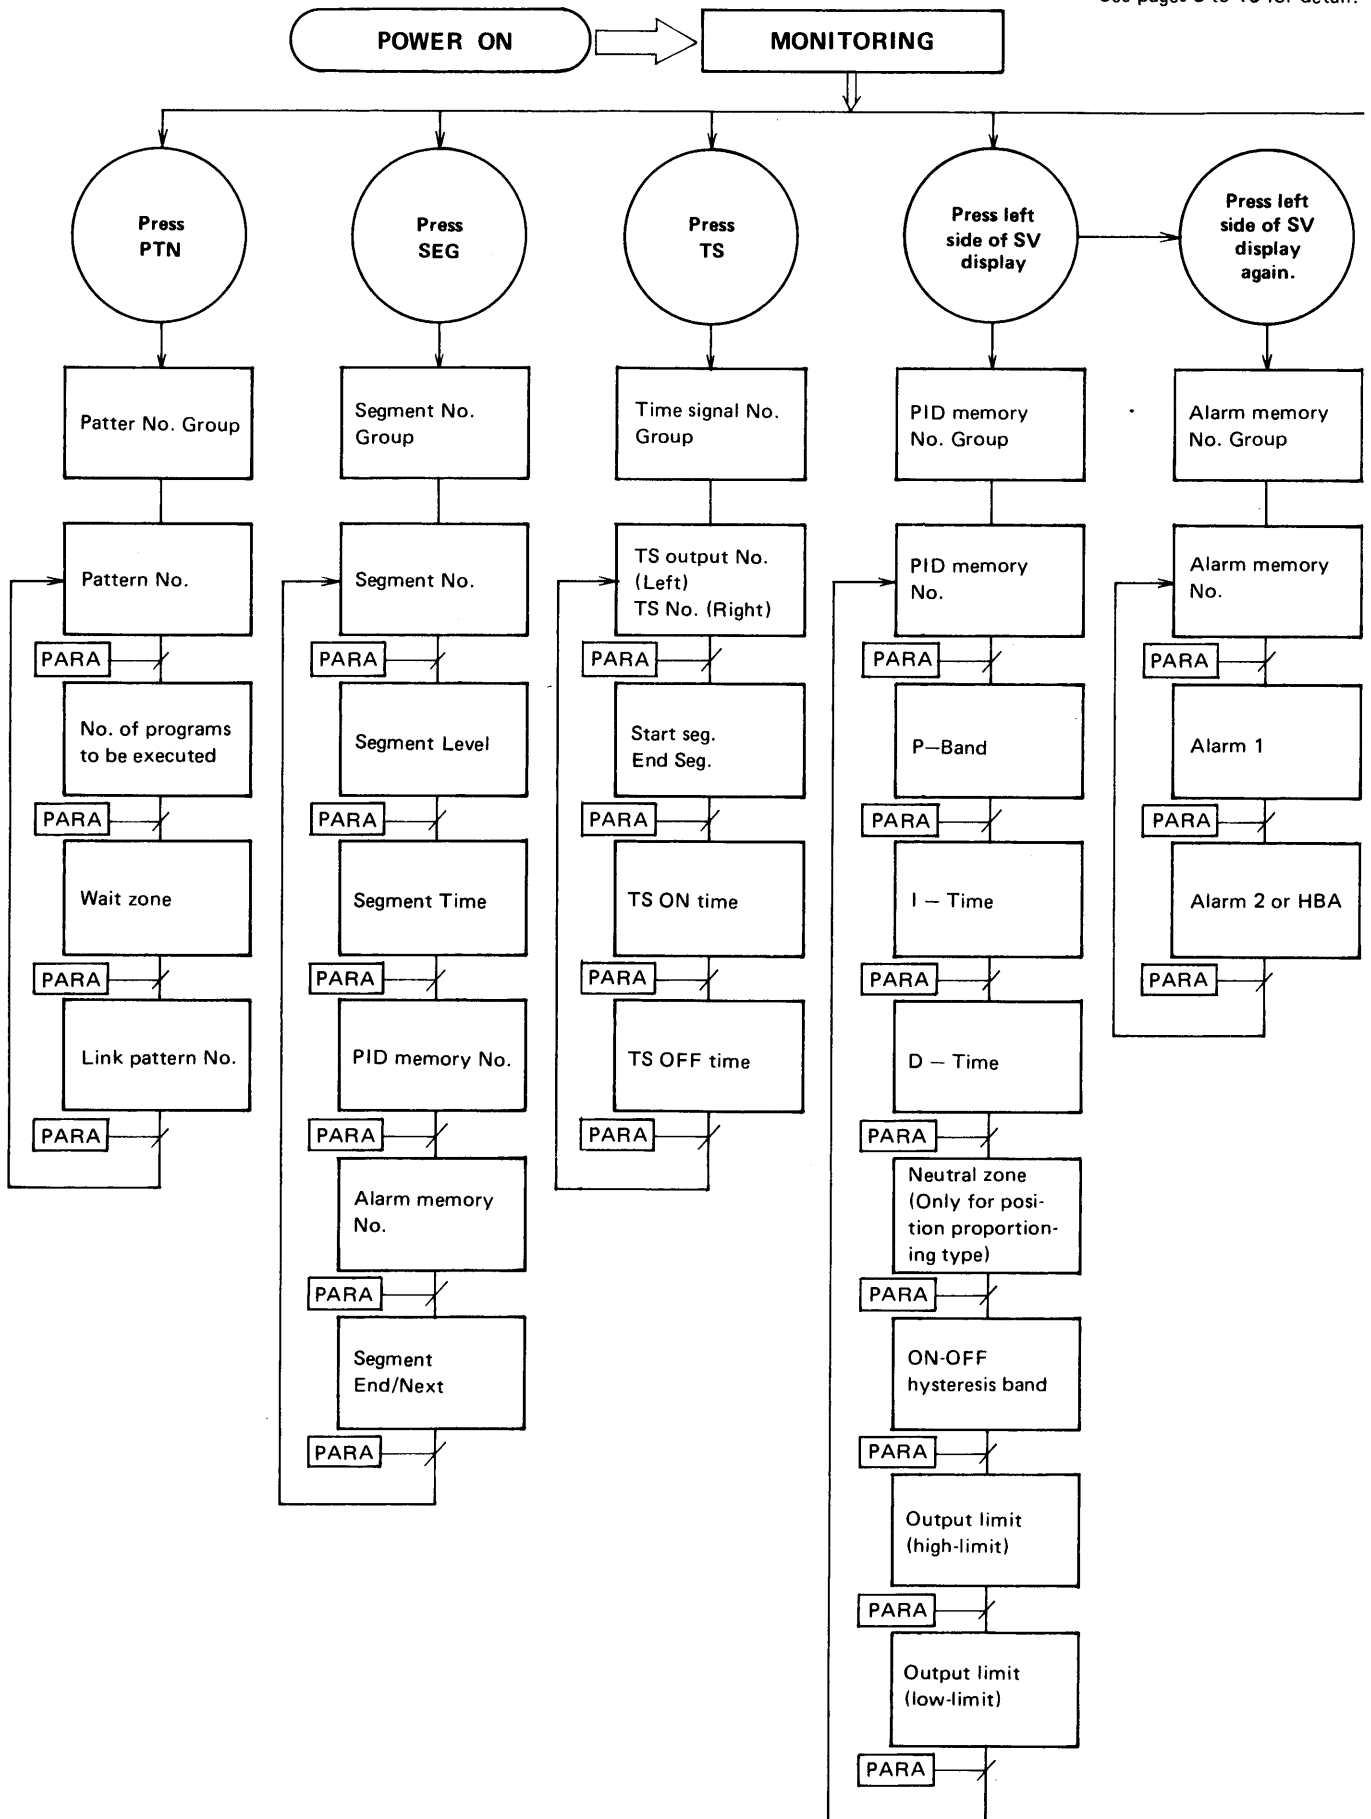 POWER ON
MONITORING
Press
PTN
Press
SEG
Press
TS
Press left
side of SV
display
Press left
side of SV
display
again.
Patter No. Group
Pattern No.
PARA
No. of programs
to be executed
PARA
Wait zone
PARA
Link pattern No.
PARA
Segment No.
Group
Segment No.
PARA
Segment Level
PARA
Segment Time
PARA
PID memory No.
PARA
Alarm memory
No.
PARA
Segment
End/Next
PARA
Time signal No.
Group
TS output No.
(Left)
TS No. (Right)
PARA
Start seg.
End Seg.
PARA
TS ON time
PARA
TS OFF time
PARA
PID memory
No. Group
PID memory
No.
PARA
P–Band
PARA
I – Time
PARA
D – Time
PARA
Neutral zone
(Only for posi-
tion proportion-
ing type)
PARA
ON-OFF
hysteresis band
PARA
Output limit
(high-limit)
PARA
Output limit
(low-limit)
PARA
Alarm memory
No. Group
Alarm memory
No.
PARA
Alarm 1
PARA
Alarm 2 or HBA
PARA